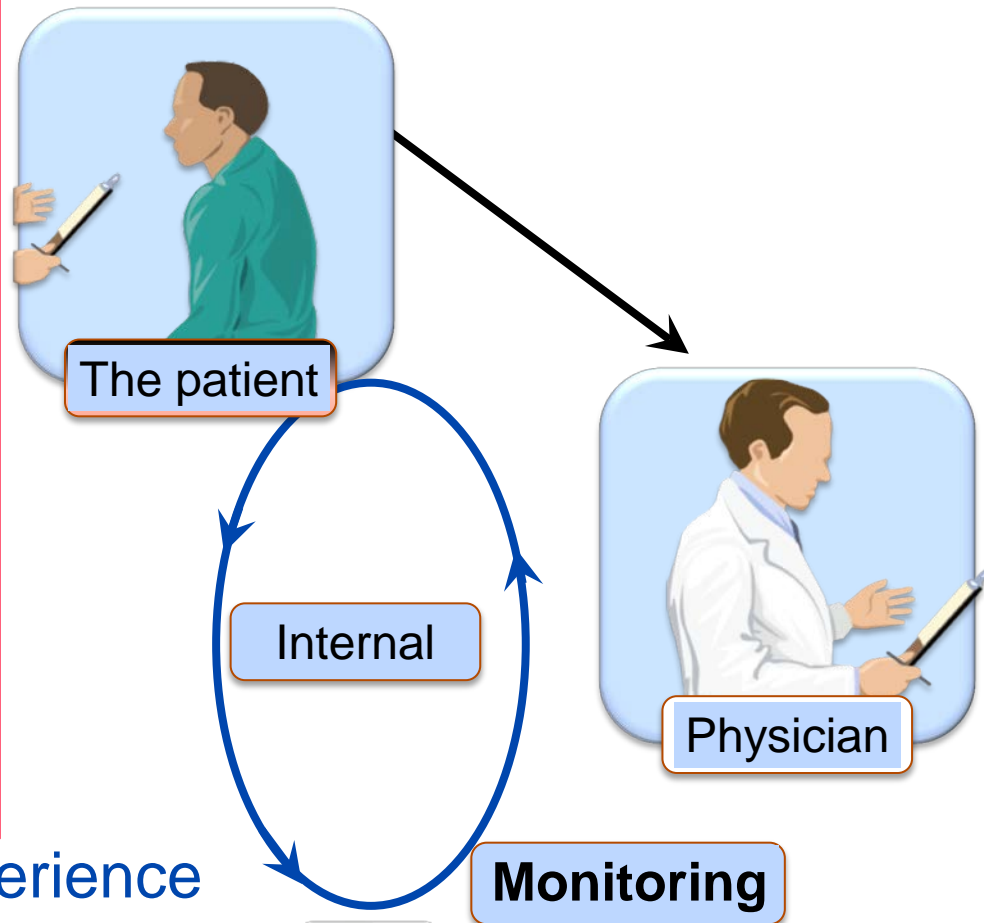 The patient
Internal
Physician
erience
Monitoring